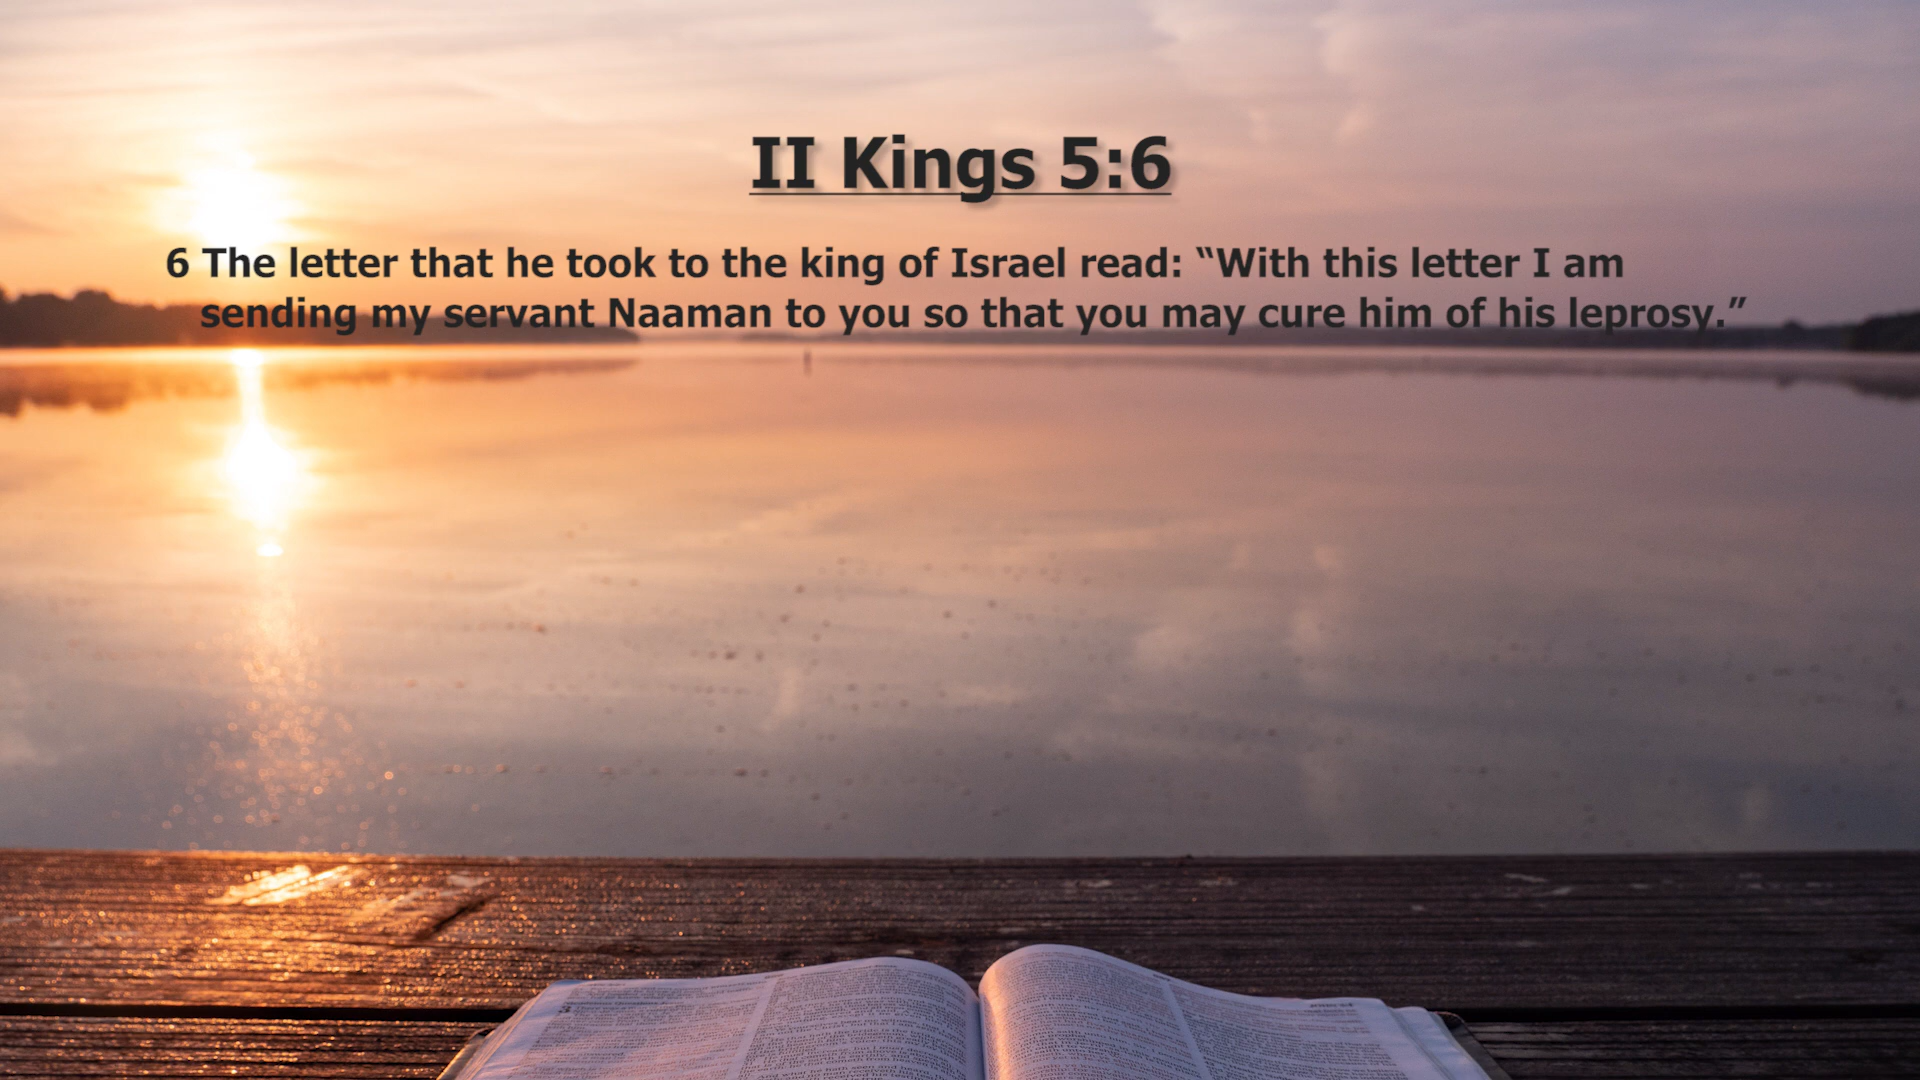 II Kings 5:6
6 The letter that he took to the king of Israel read: “With this letter I am
sending my servant Naaman to you so that you may cure him of his leprosy.”